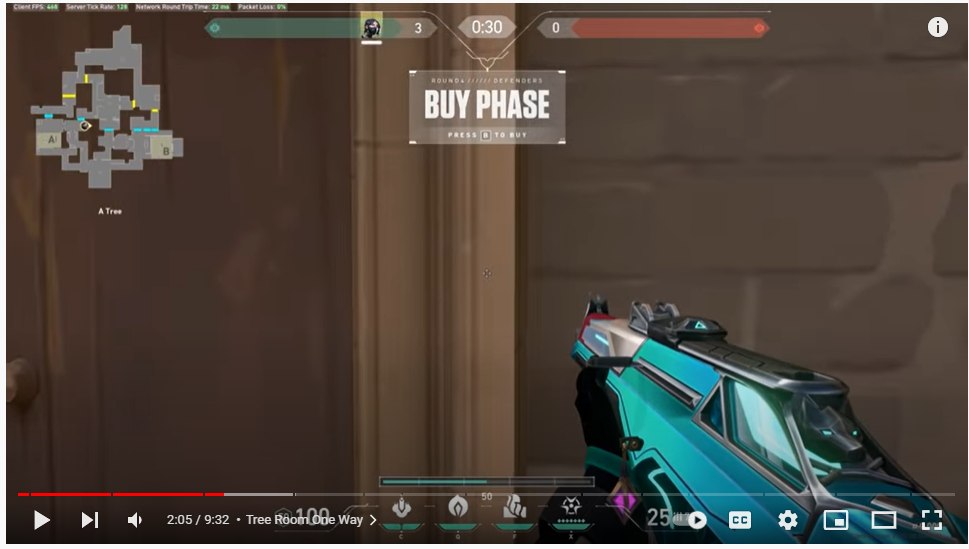 Client FPS: 468 Server Tick Rate: 128 Network Round Trip Time: 22 ms Packet Loss: 0%
3 0:30 0
ROUND 4 ////// DEFENDERS
BUY PHASE
PRESS B TO BUY
A
B
A Tree
50
C Q F X
100 25
2:05 / 9:32 • Tree Room One Way
CC